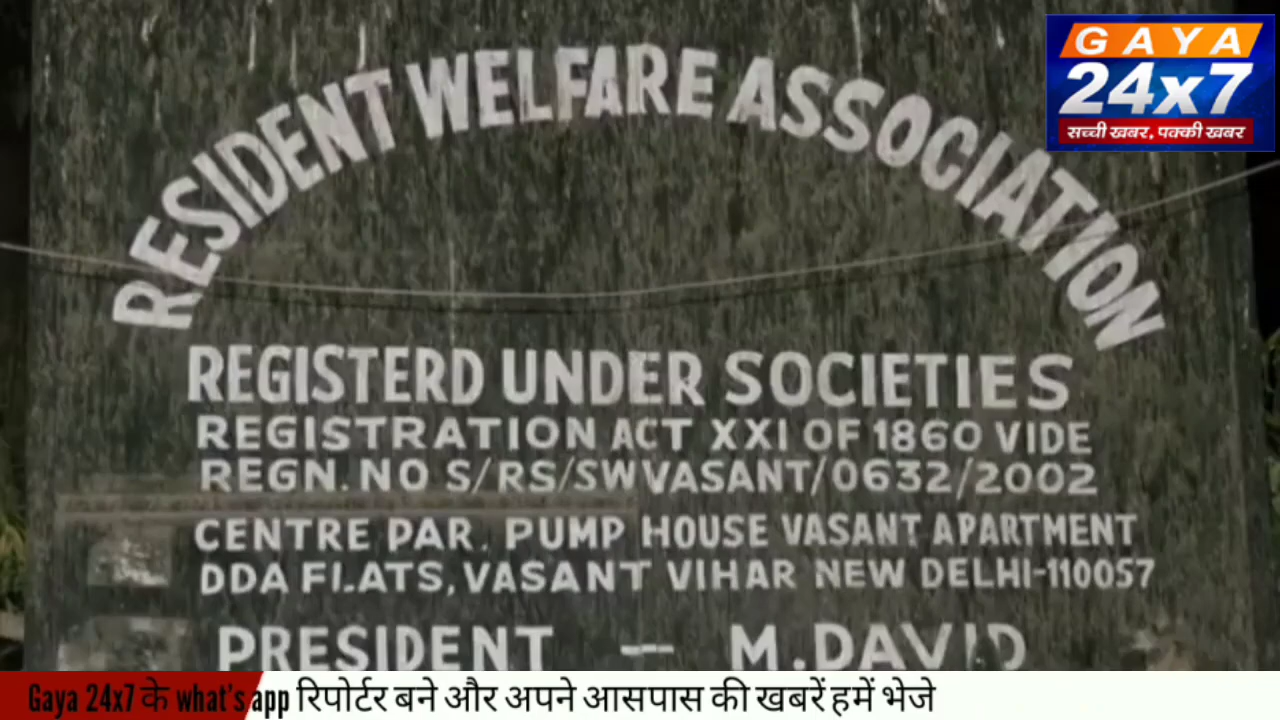 GAYA
24x7
सच्ची खबर, पक्की खबर
RESIDENT WELFARE ASSOCIATION
REGISTERD UNDER SOCIETIES
REGISTRATION ACT XXI OF 1860 VIDE
REGN. NO S/RS/SWVASANT/0632/2002
CENTRE PAR. PUMP HOUSE VASANT APARTMENT
DDA FLATS, VASANT VIHAR NEW DELHI-110057
PRESIDENT — M.DAVID
Gaya 24x7 के what's app रिपोर्टर बने और अपने आसपास की खबरें हमें भेजे